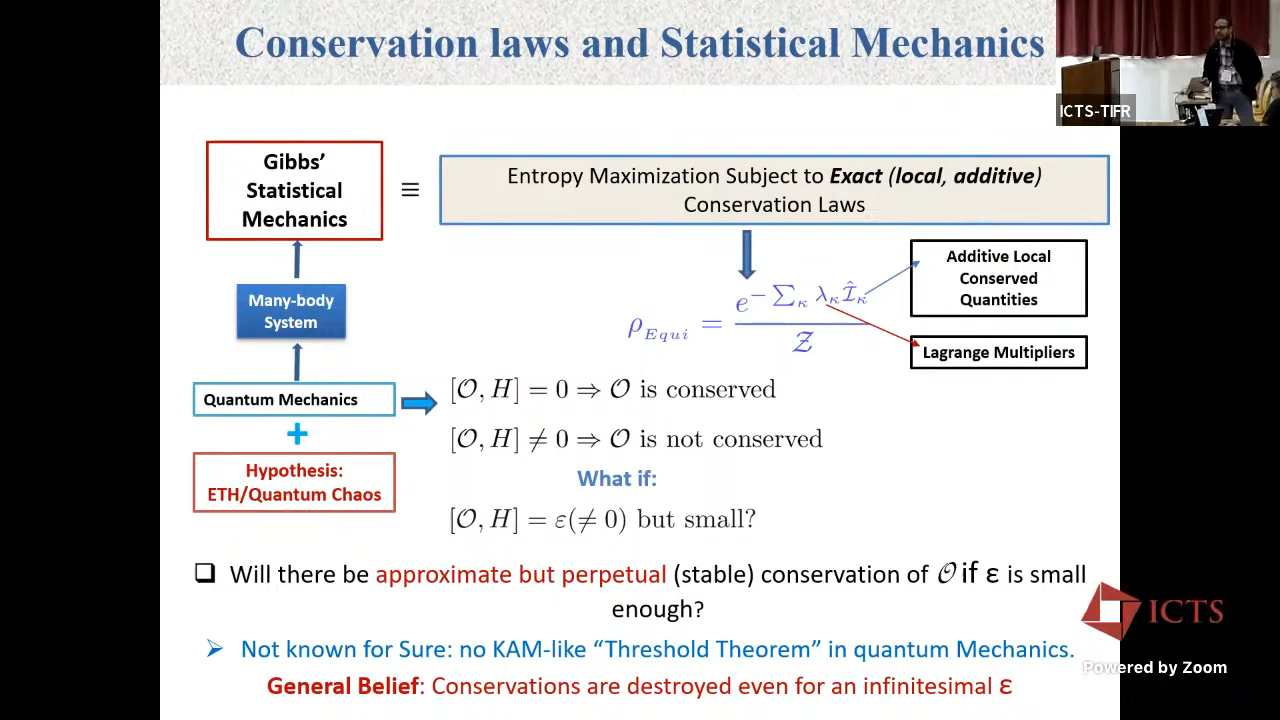 Conservation laws and Statistical Mechanics
ICTS-TIFR
Gibbs’
Statistical
Mechanics
≡
Entropy Maximization Subject to Exact (local, additive)
Conservation Laws
Many-body
System
ρ_Equi = e^{− ∑_κ λ_κ Î_κ} / Z
Additive Local
Conserved
Quantities
Lagrange Multipliers
Quantum Mechanics
+
Hypothesis:
ETH/Quantum Chaos
[O, H] = 0 ⇒ O is conserved
[O, H] ≠ 0 ⇒ O is not conserved
What if:
[O, H] = ε(≠ 0) but small?
❑ Will there be approximate but perpetual (stable) conservation of O if ε is small
enough?
➢ Not known for Sure: no KAM-like “Threshold Theorem” in quantum Mechanics.
General Belief: Conservations are destroyed even for an infinitesimal ε
ICTS
Powered by Zoom